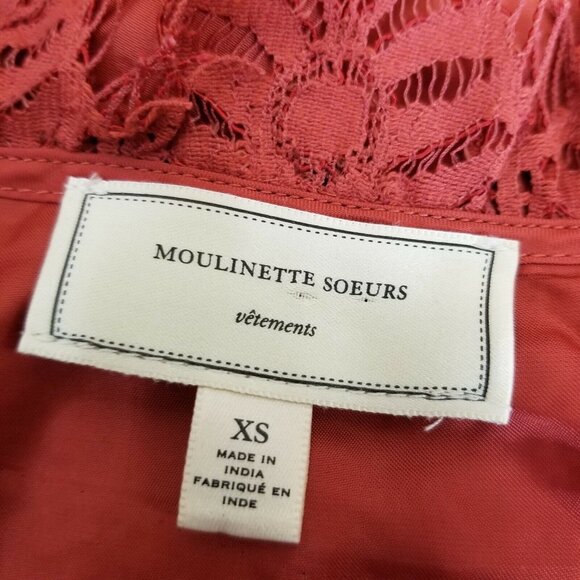 MOULINETTE SOEURS
vêtements
XS
MADE IN
INDIA
FABRIQUÉ EN
INDE